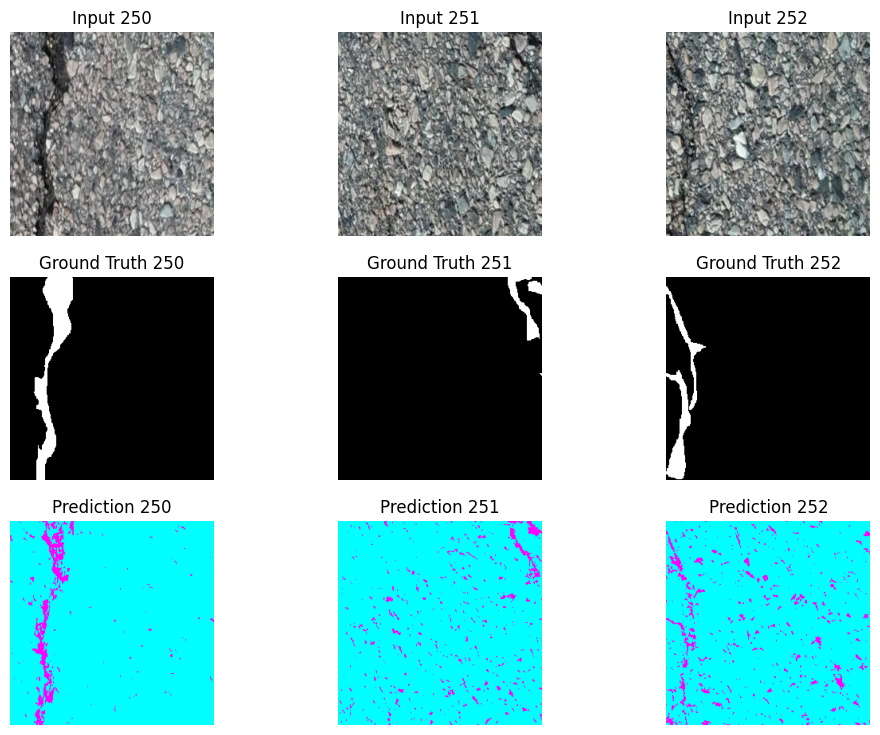 Input 250
Input 251
Input 252
Ground Truth 250
Ground Truth 251
Ground Truth 252
Prediction 250
Prediction 251
Prediction 252